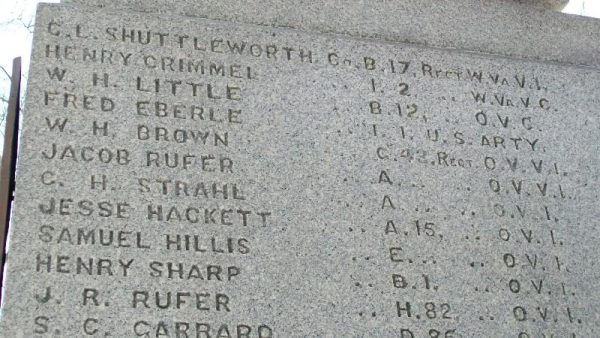 C. L. SHUTTLEWORTH, Co. B. 17. REGT W. VA V. I.
HENRY CRIMMEL .. I. 2. .. W. VA. V. C.
W. H. LITTLE .. B. 12. .. O. V. C.
FRED EBERLE .. I. 1. U. S. ARTY.
W. H. BROWN .. C. 43. REGT. O. V. V. I.
JACOB RUFER .. A. .. .. O. V. V. I.
C. H. STRAHL .. A .. .. O. V. I.
JESSE HACKETT .. A. 15. .. O. V. I.
SAMUEL HILLIS .. E. .. .. O. V. I.
HENRY SHARP .. B. 1. .. O. V. I.
J. R. RUFER .. H. 82. .. O. V. I.
S. C.